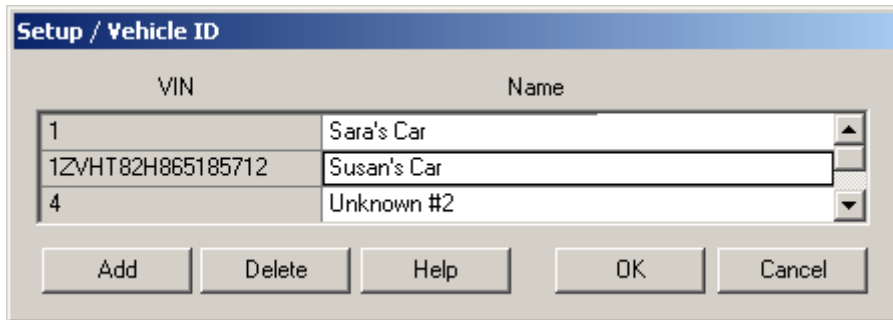 Setup / Vehicle ID
VIN Name
1 Sara's Car
1ZVHT82H865185712 Susan's Car
4 Unknown #2
Add Delete Help OK Cancel